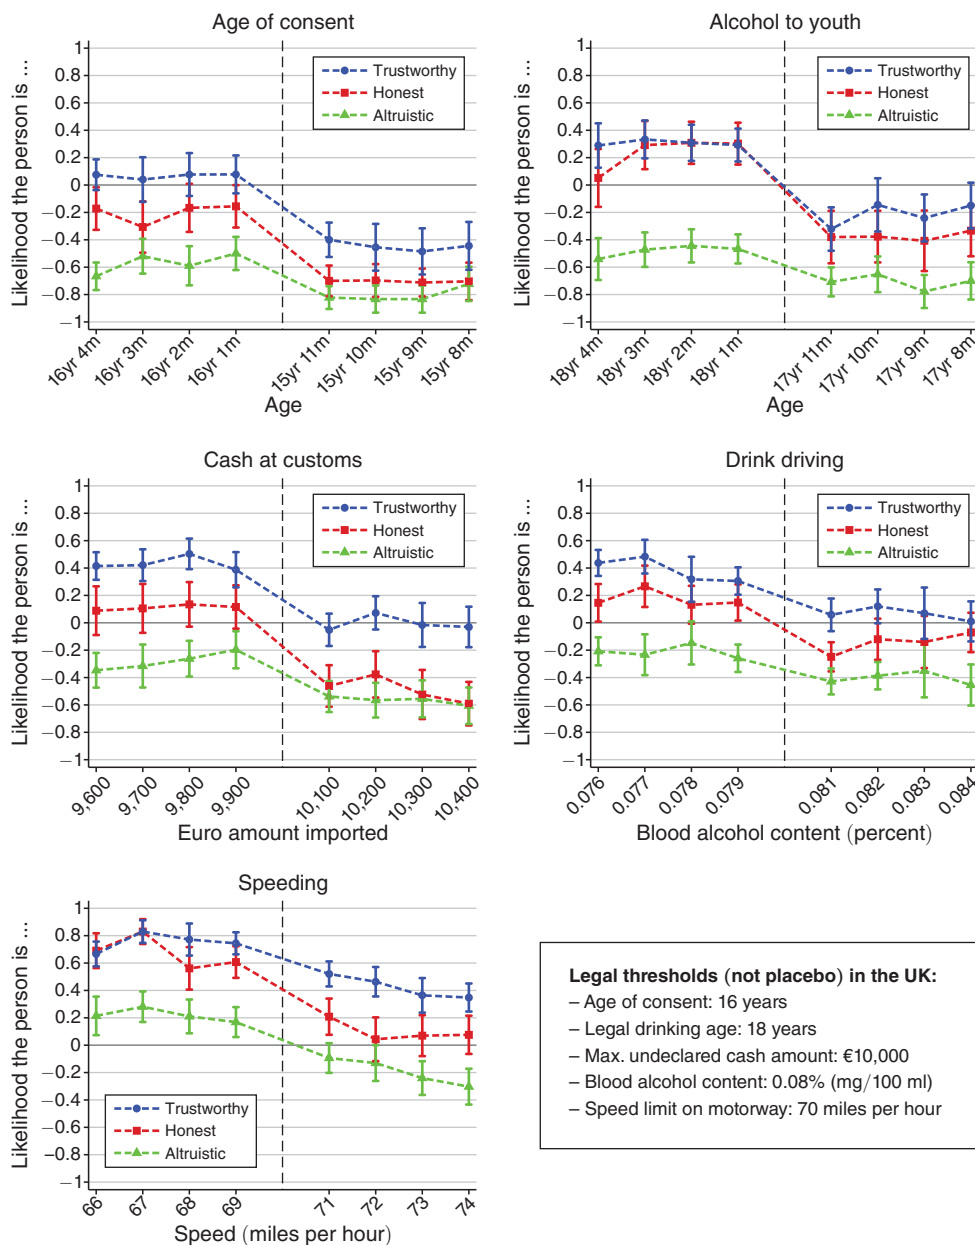 Age of consent
Likelihood the person is ...
1
0.8
0.6
0.4
0.2
0
−0.2
−0.4
−0.6
−0.8
−1
Trustworthy
Honest
Altruistic
16yr 4m
16yr 3m
16yr 2m
16yr 1m
15yr 11m
15yr 10m
15yr 9m
15yr 8m
Age
Alcohol to youth
Likelihood the person is ...
1
0.8
0.6
0.4
0.2
0
−0.2
−0.4
−0.6
−0.8
−1
Trustworthy
Honest
Altruistic
18yr 4m
18yr 3m
18yr 2m
18yr 1m
17yr 11m
17yr 10m
17yr 9m
17yr 8m
Age
Cash at customs
Likelihood the person is ...
1
0.8
0.6
0.4
0.2
0
−0.2
−0.4
−0.6
−0.8
−1
Trustworthy
Honest
Altruistic
9,600
9,700
9,800
9,900
10,100
10,200
10,300
10,400
Euro amount imported
Drink driving
Likelihood the person is ...
1
0.8
0.6
0.4
0.2
0
−0.2
−0.4
−0.6
−0.8
−1
Trustworthy
Honest
Altruistic
0.076
0.077
0.078
0.079
0.081
0.082
0.083
0.084
Blood alcohol content (percent)
Speeding
Likelihood the person is ...
1
0.8
0.6
0.4
0.2
0
−0.2
−0.4
−0.6
−0.8
−1
Trustworthy
Honest
Altruistic
66
67
68
69
71
72
73
74
Speed (miles per hour)
Legal thresholds (not placebo) in the UK:
– Age of consent: 16 years
– Legal drinking age: 18 years
– Max. undeclared cash amount: €10,000
– Blood alcohol content: 0.08% (mg/100 ml)
– Speed limit on motorway: 70 miles per hour